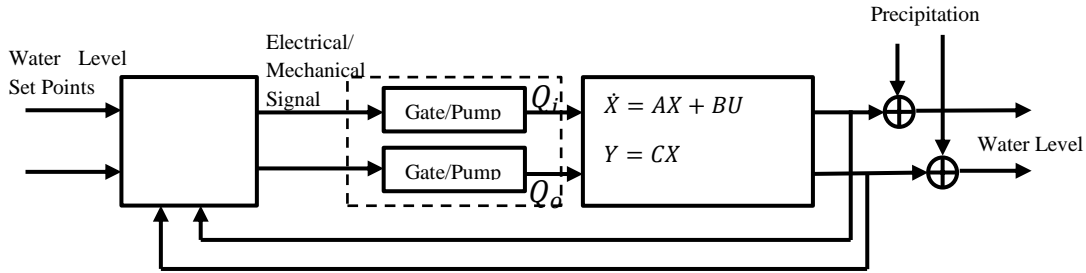 Precipitation
Water Level
Set Points
Electrical/
Mechanical
Signal
Gate/Pump
Q_i
Ẋ = AX + BU
Gate/Pump
Q_o
Y = CX
Water Level